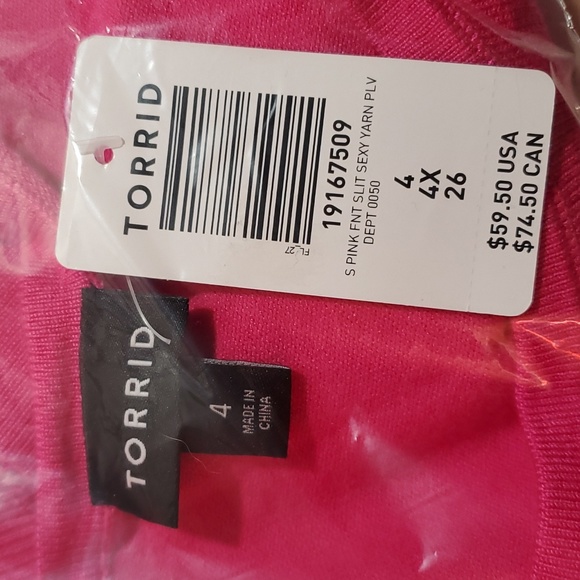 TORRID
FL_27
19167509
S PINK FNT SLIT SEXY YARN PLV
DEPT 0050
4
4X
26
$59.50 USA
$74.50 CAN
TORRID
4
MADE IN
CHINA